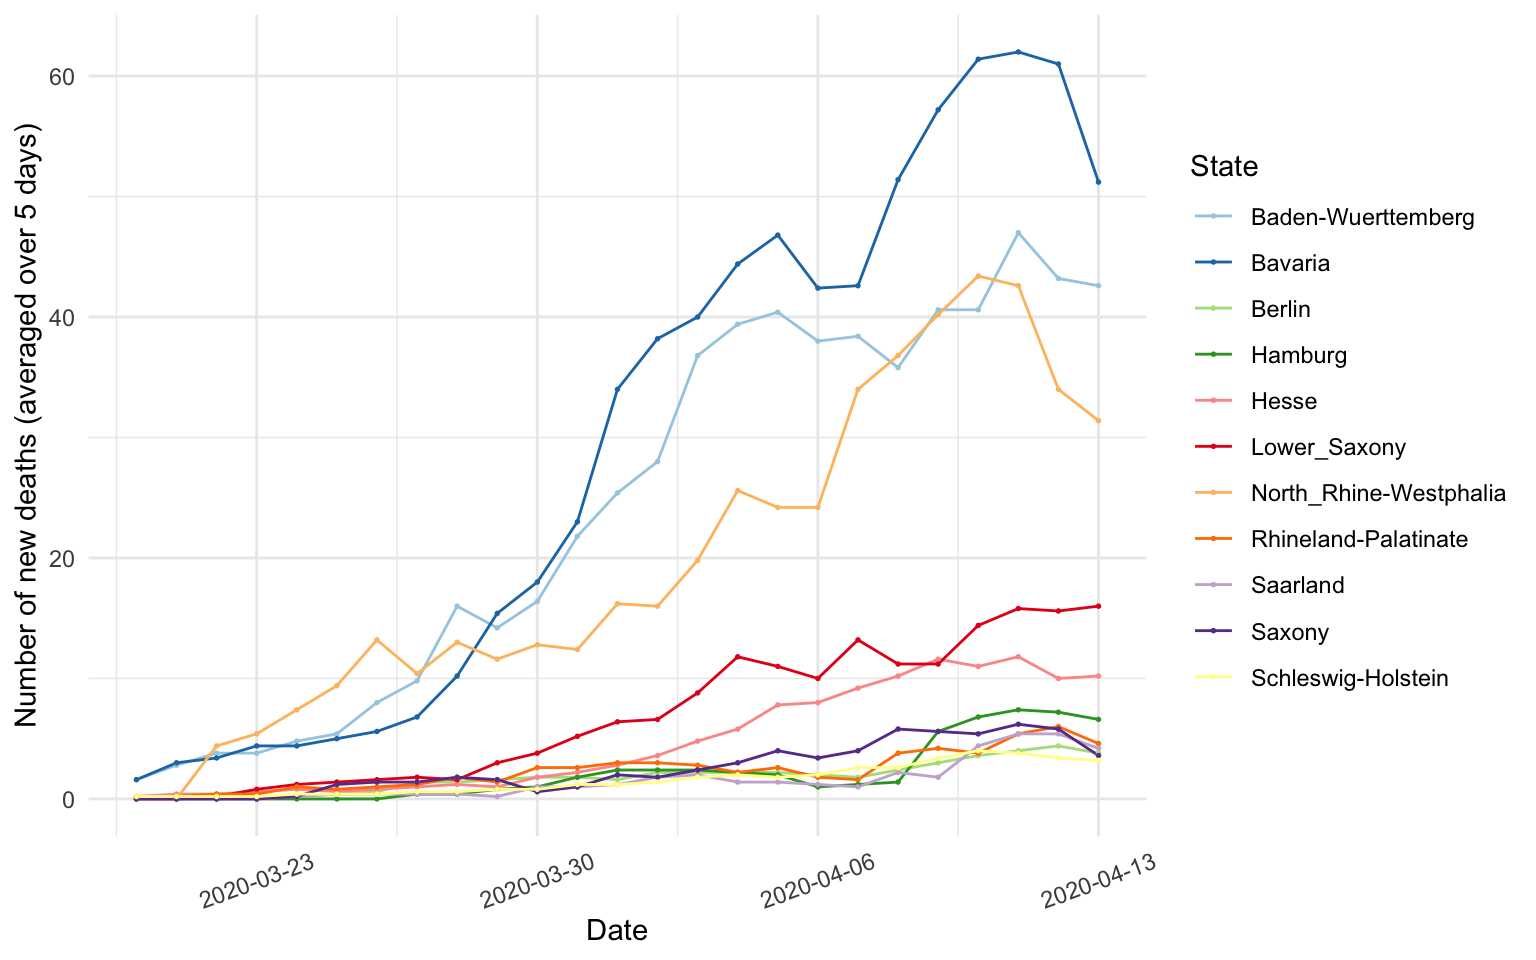 Number of new deaths (averaged over 5 days)
60
40
20
0
2020-03-23
2020-03-30
2020-04-06
2020-04-13
Date
State
Baden-Wuerttemberg
Bavaria
Berlin
Hamburg
Hesse
Lower_Saxony
North_Rhine-Westphalia
Rhineland-Palatinate
Saarland
Saxony
Schleswig-Holstein